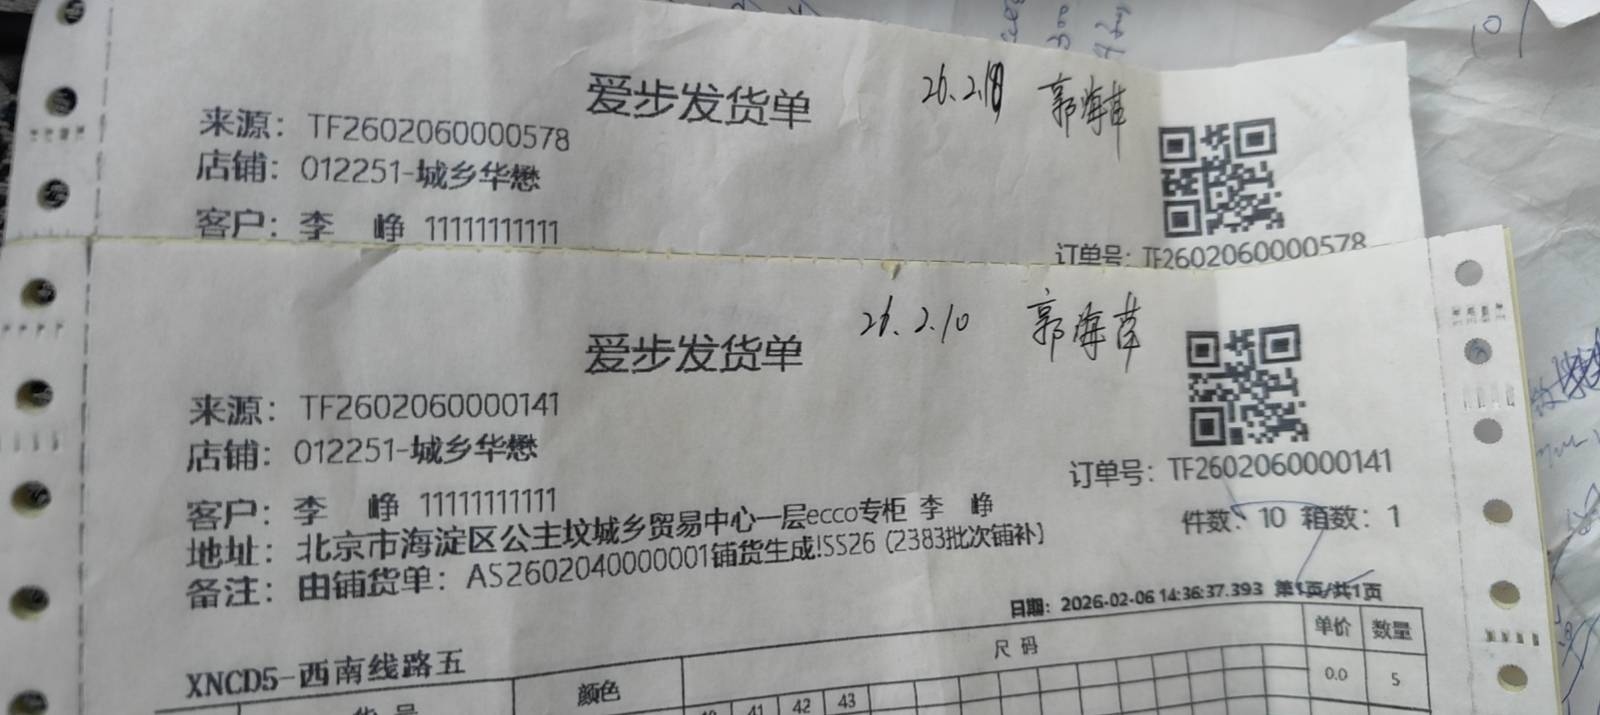 爱步发货单 26.2.10 郭海苹
来源：TF2602060000578
店铺：012251-城乡华懋
客户：李 峥 11111111111
订单号：TF2602060000578
爱步发货单 26.2.10 郭海苹
来源：TF2602060000141
店铺：012251-城乡华懋
订单号：TF2602060000141
客户：李 峥 11111111111
件数：10 箱数：1
地址：北京市海淀区公主坟城乡贸易中心一层ecco专柜 李 峥
备注：由铺货单：AS2602040000001铺货生成!SS26 (2383批次铺补)
日期：2026-02-06 14:36:37.393 第1页/共1页
XNCD5-西南线路五
货号 颜色 尺码 单价 数量
41 42 43 0.0 5